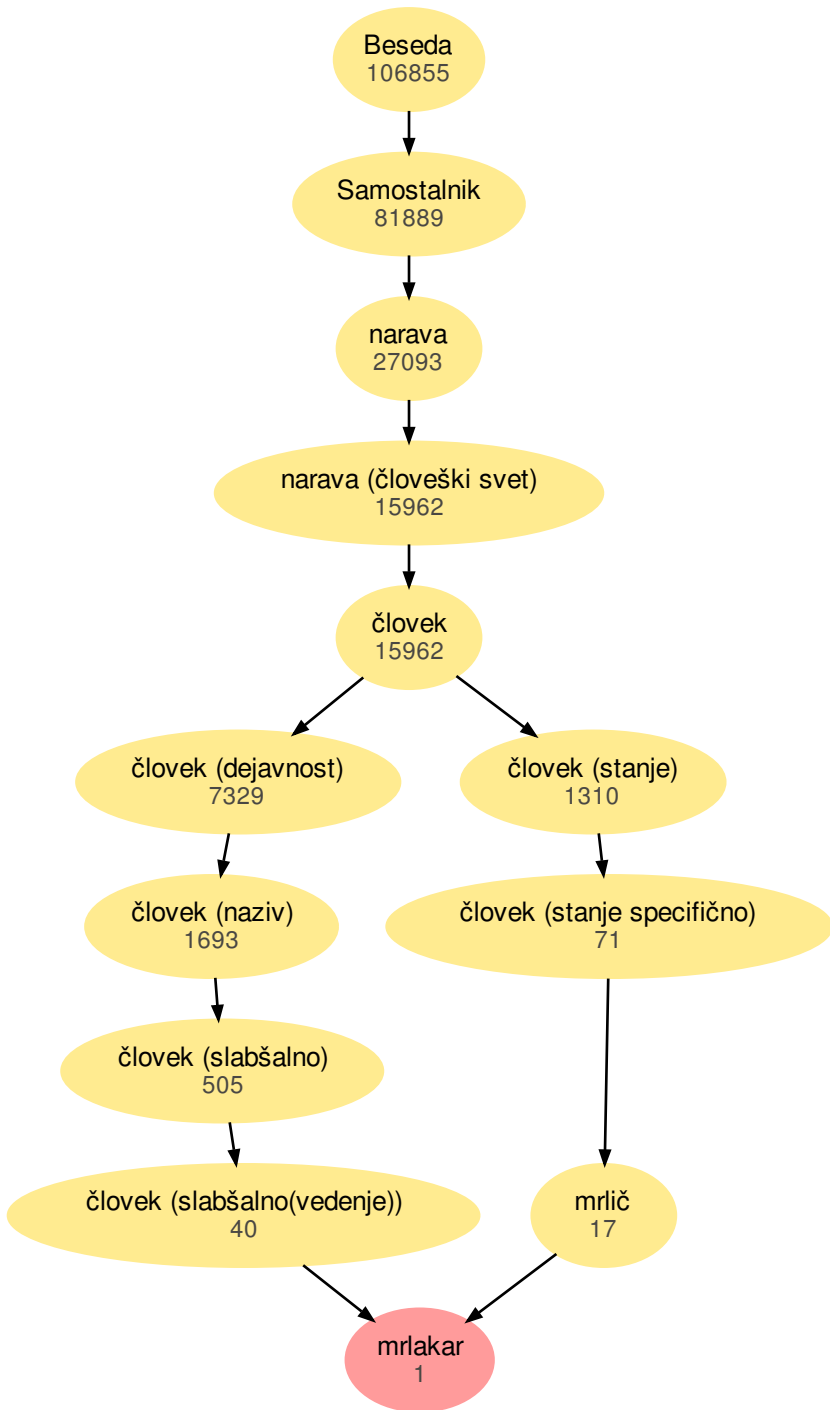 Beseda
106855
Samostalnik
81889
narava
27093
narava (človeški svet)
15962
človek
15962
človek (dejavnost)
7329
človek (stanje)
1310
človek (naziv)
1693
človek (stanje specifično)
71
človek (slabšalno)
505
človek (slabšalno(vedenje))
40
mrlič
17
mrlakar
1